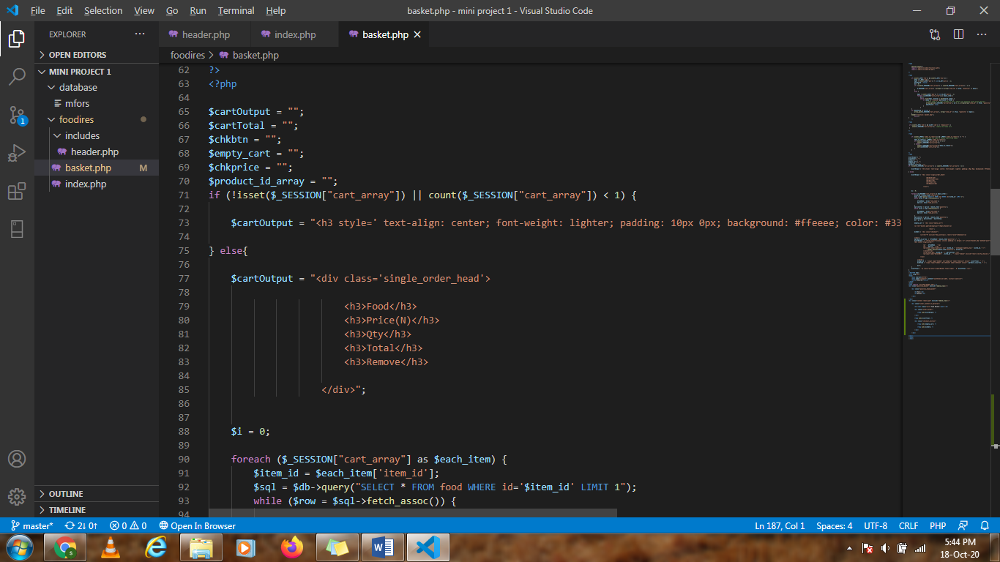 File Edit Selection View Go Run Terminal Help basket.php - mini project 1 - Visual Studio Code
EXPLORER ···
header.php index.php basket.php
OPEN EDITORS
MINI PROJECT 1
database
mfors
foodires
includes
header.php
basket.php M
index.php
OUTLINE
TIMELINE
1
foodires > basket.php
62 ?>
63 <?php
64
65 $cartOutput = "";
66 $cartTotal = "";
67 $chkbtn = "";
68 $empty_cart = "";
69 $chkprice = "";
70 $product_id_array = "";
71 if (!isset($_SESSION["cart_array"]) || count($_SESSION["cart_array"]) < 1) {
72
73 $cartOutput = "<h3 style=' text-align: center; font-weight: lighter; padding: 10px 0px; background: #ffeeee; color: #33
74
75 } else{
76
77 $cartOutput = "<div class='single_order_head'>
78
79 <h3>Food</h3>
80 <h3>Price(N)</h3>
81 <h3>Qty</h3>
82 <h3>Total</h3>
83 <h3>Remove</h3>
84
85 </div>";
86
87
88 $i = 0;
89
90 foreach ($_SESSION["cart_array"] as $each_item) {
91 $item_id = $each_item['item_id'];
92 $sql = $db->query("SELECT * FROM food WHERE id='$item_id' LIMIT 1");
93 while ($row = $sql->fetch_assoc()) {
94
master* 2↓ 0↑ 0 0 Open In Browser Ln 187, Col 1 Spaces: 4 UTF-8 CRLF PHP
5:44 PM
18-Oct-20